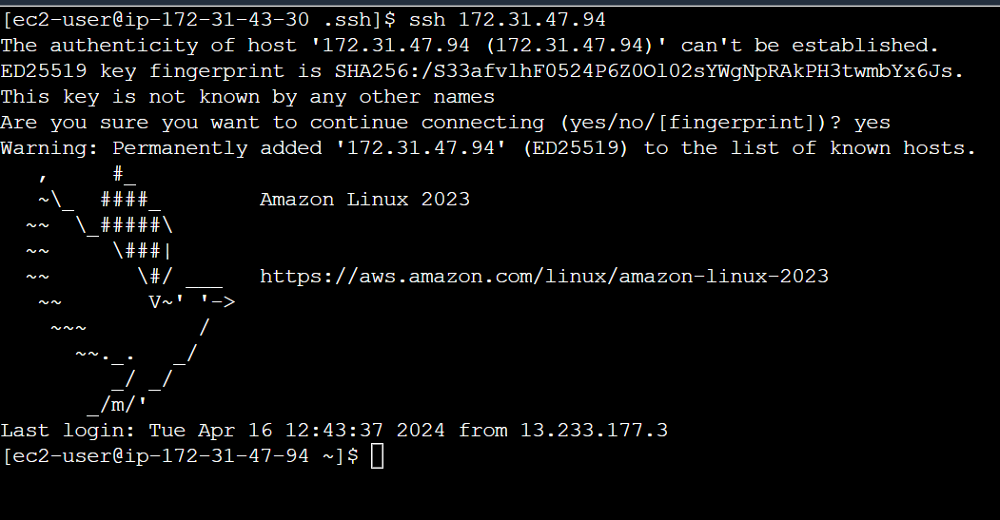 [ec2-user@ip-172-31-43-30 .ssh]$ ssh 172.31.47.94
The authenticity of host '172.31.47.94 (172.31.47.94)' can't be established.
ED25519 key fingerprint is SHA256:/S33afvlhF0524P6Z0Ol02sYWgNpRAkPH3twmbYx6Js.
This key is not known by any other names
Are you sure you want to continue connecting (yes/no/[fingerprint])? yes
Warning: Permanently added '172.31.47.94' (ED25519) to the list of known hosts.
   ,     #_
   ~\_  ####_        Amazon Linux 2023
  ~~  \_#####\
  ~~     \###|
  ~~       \#/ ___   https://aws.amazon.com/linux/amazon-linux-2023
   ~~       V~' '->
    ~~~         /
      ~~._.   _/
         _/ _/
       _/m/'
Last login: Tue Apr 16 12:43:37 2024 from 13.233.177.3
[ec2-user@ip-172-31-47-94 ~]$